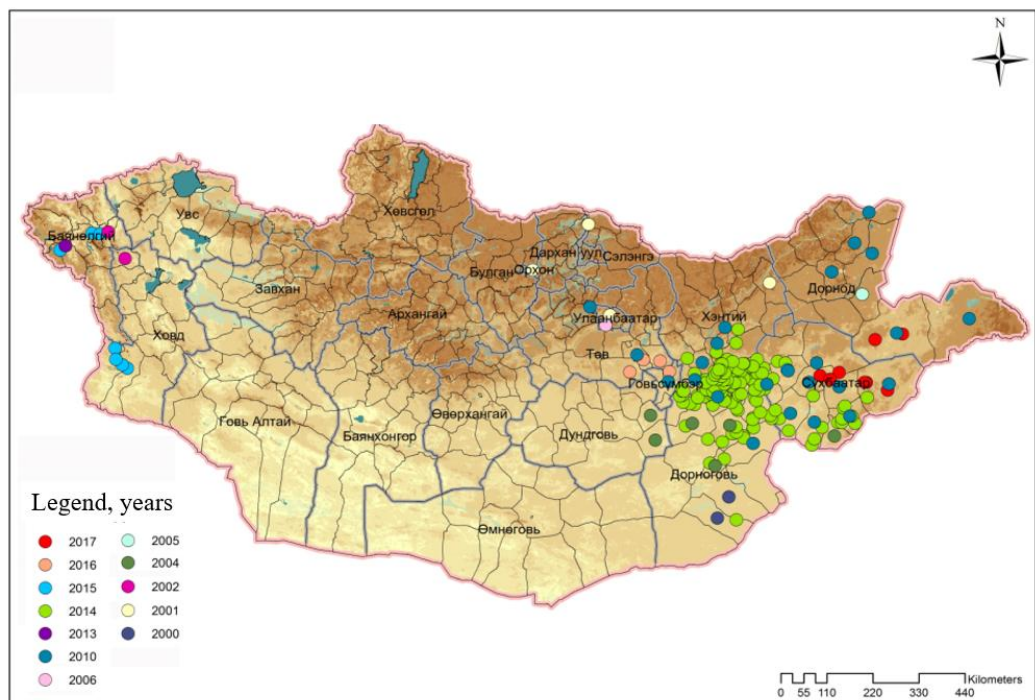 N
Увс
Хөвсгөл
Баянөлгий
Дархан уул
Сэлэнгэ
Булган
Орхон
Дорнод
Завхан
Архангай
Улаанбаатар
Хэнтий
Ховд
Төв
Говьсүмбэр
Сүхбаатар
Говь Алтай
Өвөрхангай
Баянхонгор
Дундговь
Дорноговь
Өмнөговь
Legend, years
2017
2016
2015
2014
2013
2010
2006
2005
2004
2002
2001
2000
Kilometers
0 55 110 220 330 440